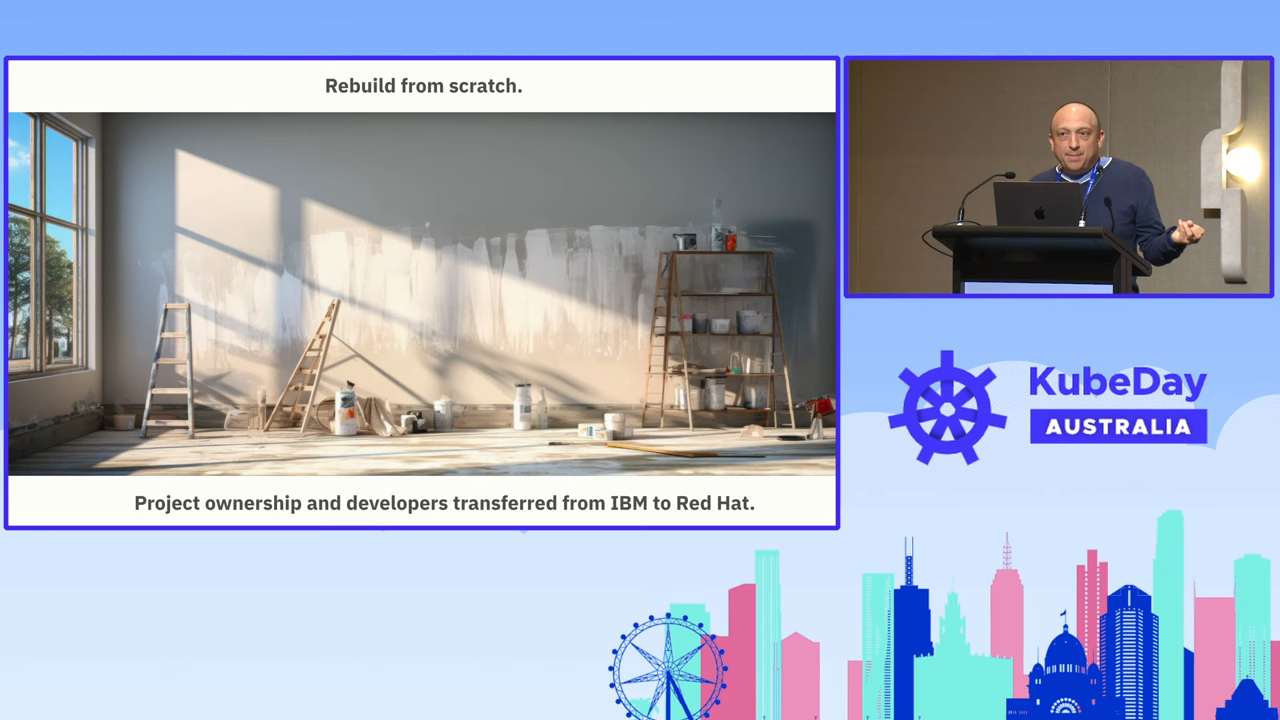 Rebuild from scratch.
Project ownership and developers transferred from IBM to Red Hat.
KubeDay
AUSTRALIA